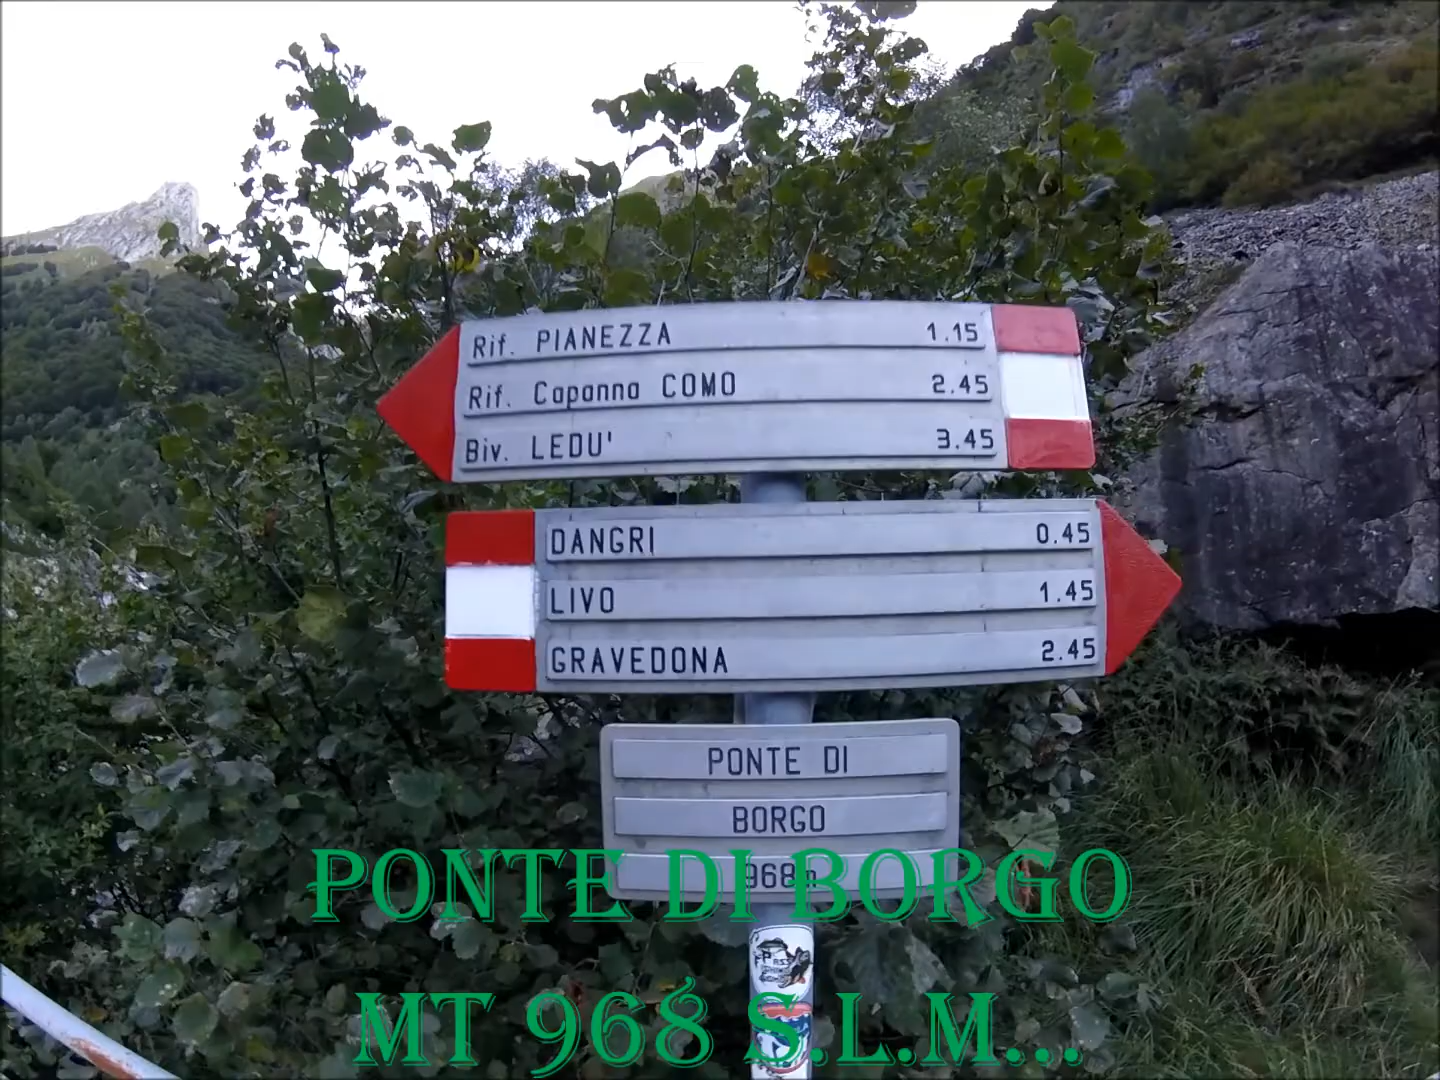 Rif. PIANEZZA 1.15
Rif. Capanna COMO 2.45
Biv. LEDU' 3.45
DANGRI 0.45
LIVO 1.45
GRAVEDONA 2.45
PONTE DI
BORGO
968m
PONTE DI BORGO
MT 968 S.L.M...